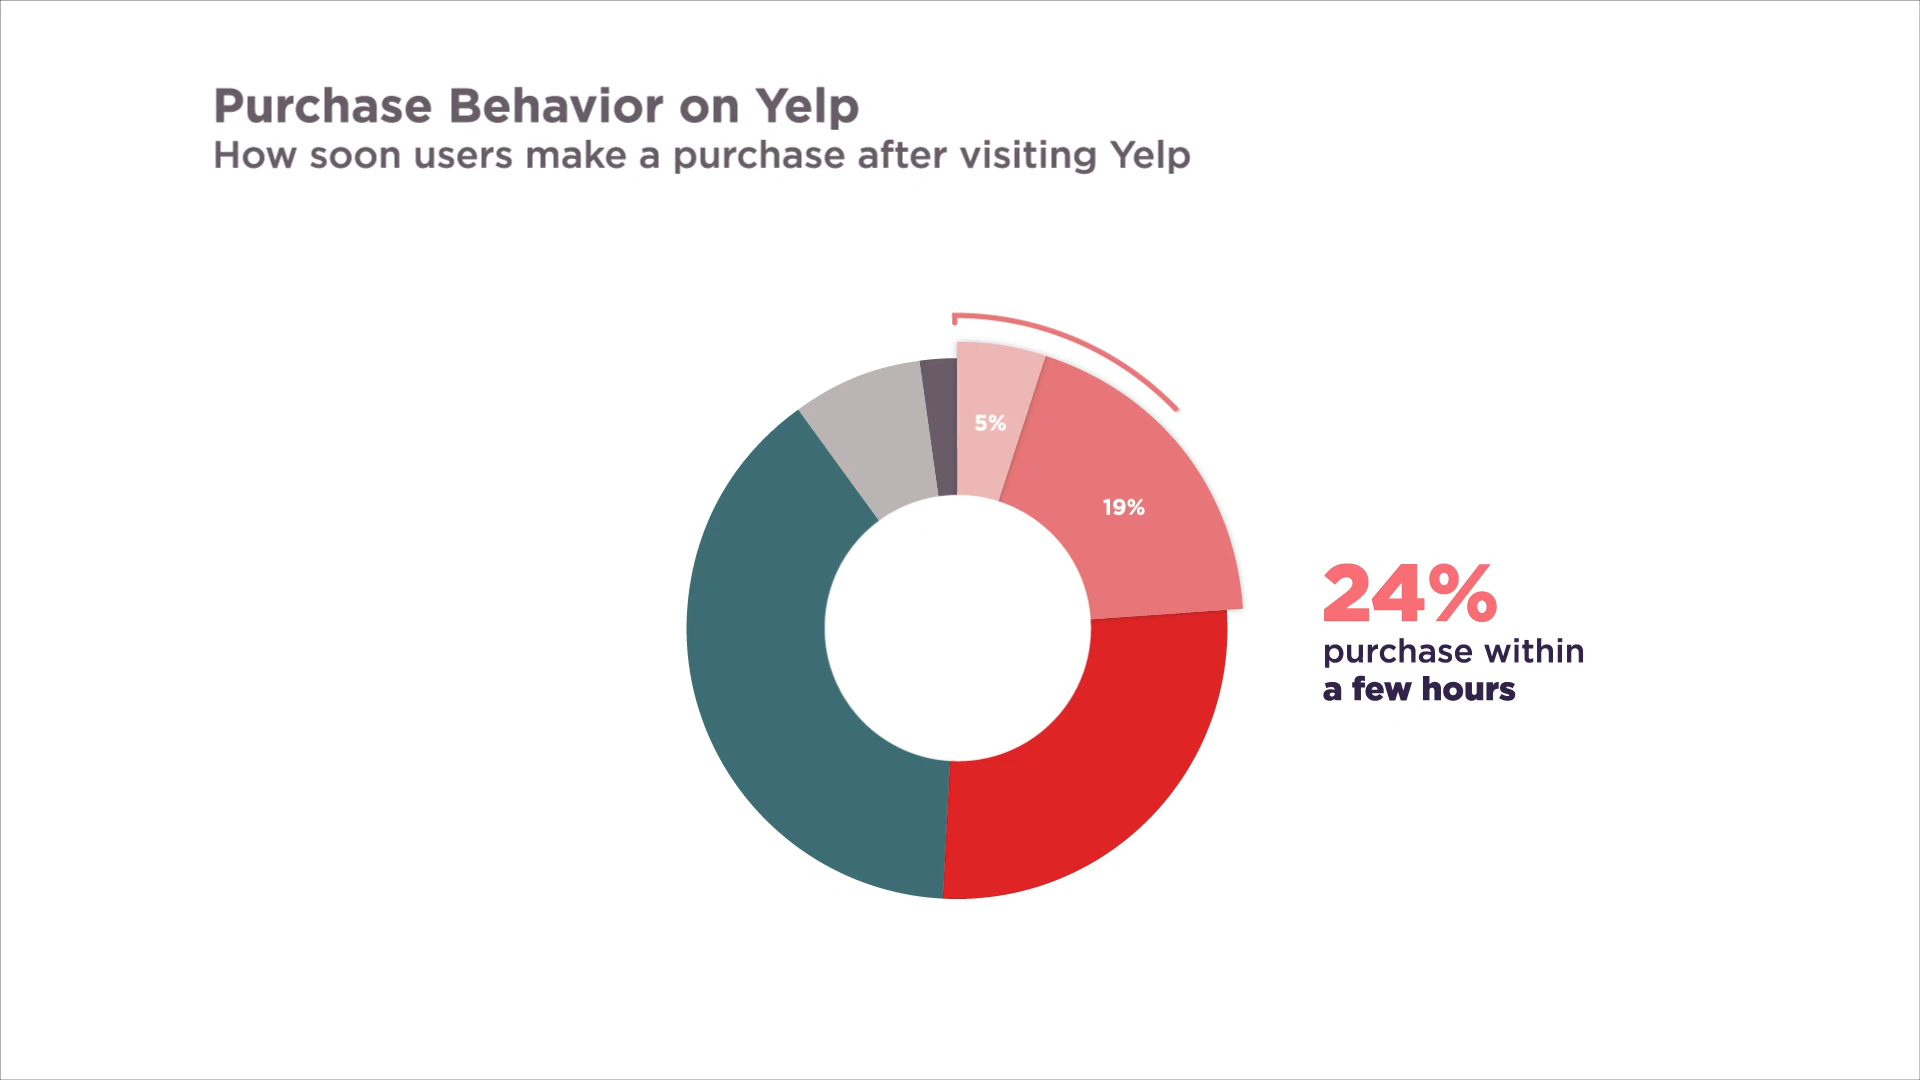 Purchase Behavior on Yelp
How soon users make a purchase after visiting Yelp
5%
19%
24%
purchase within
a few hours